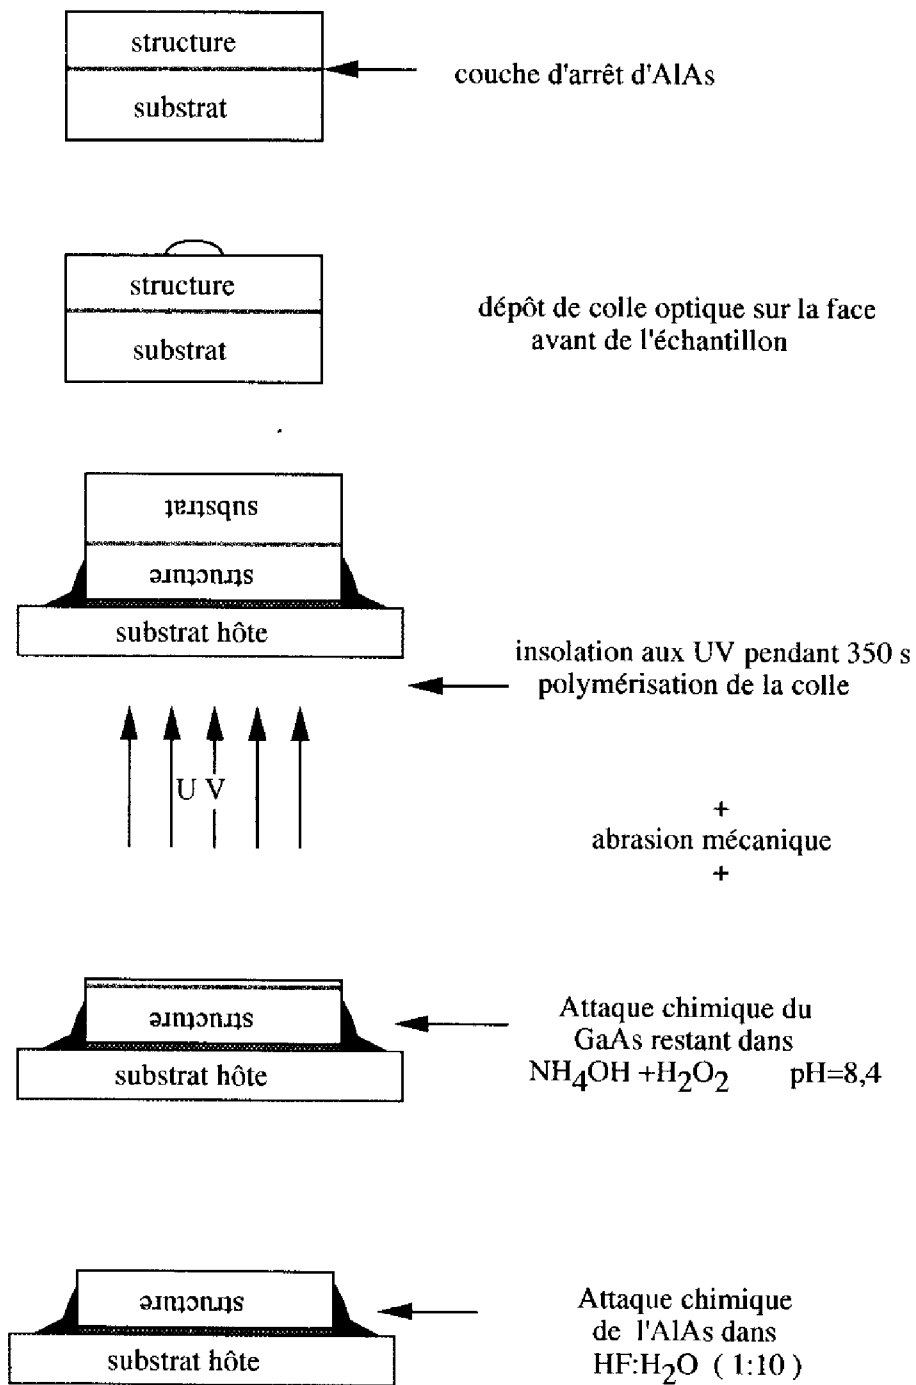 structure
couche d'arrêt d'AlAs
substrat
structure
dépôt de colle optique sur la face
avant de l'échantillon
substrat
substrat
structure
substrat hôte
insolation aux UV pendant 350 s
polymérisation de la colle
U V
+
abrasion mécanique
+
structure
substrat hôte
Attaque chimique du
GaAs restant dans
NH4OH +H2O2 pH=8,4
structure
substrat hôte
Attaque chimique
de l'AlAs dans
HF:H2O ( 1:10 )